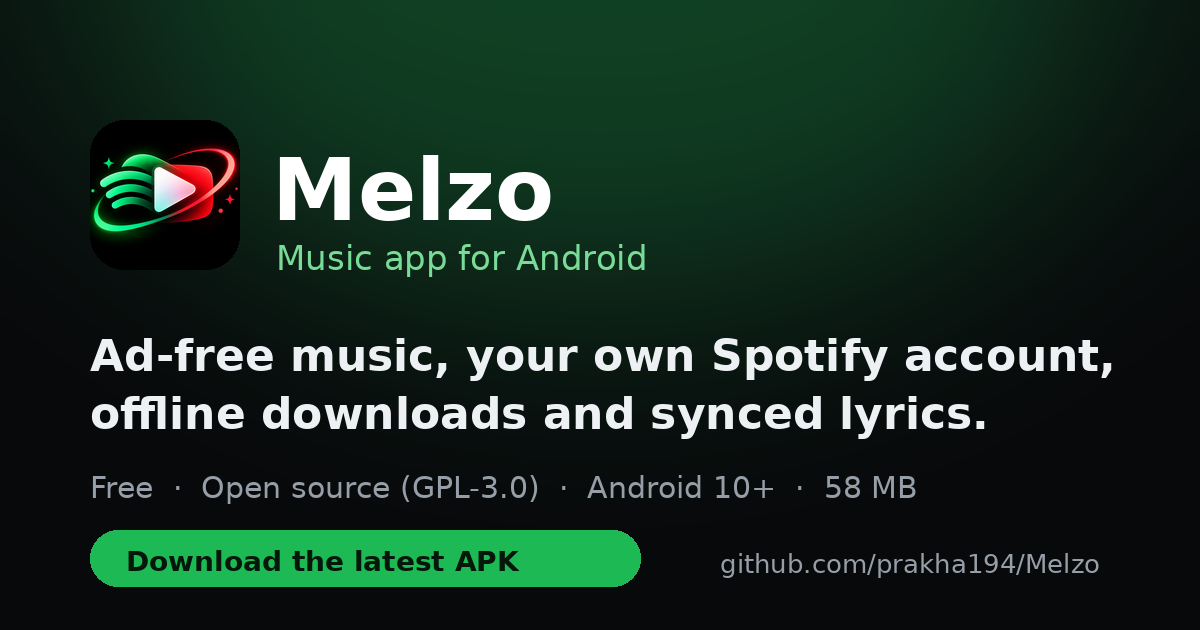 Melzo
Music app for Android
Ad-free music, your own Spotify account,
offline downloads and synced lyrics.
Free · Open source (GPL-3.0) · Android 10+ · 58 MB
Download the latest APK
github.com/prakha194/Melzo